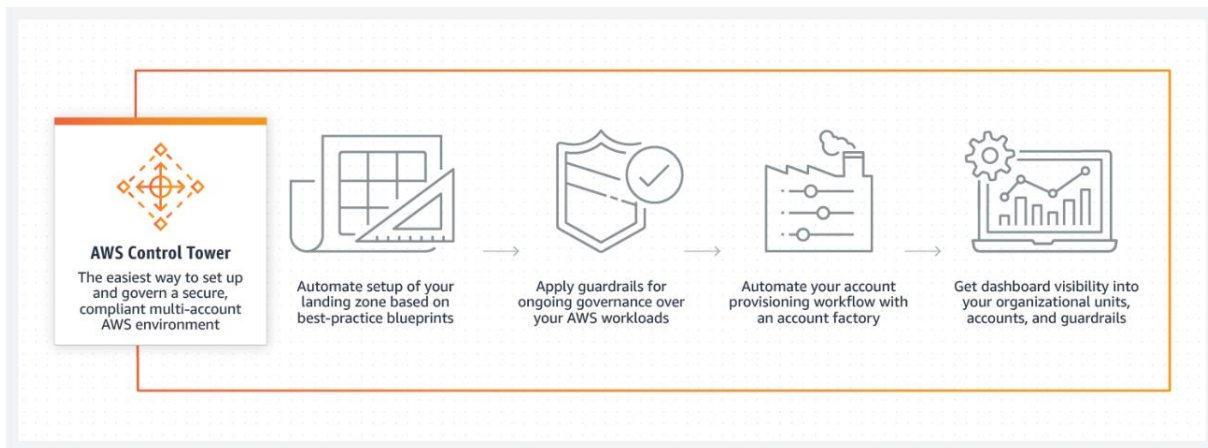 AWS Control Tower
The easiest way to set up
and govern a secure,
compliant multi-account
AWS environment
Automate setup of your
landing zone based on
best-practice blueprints
Apply guardrails for
ongoing governance over
your AWS workloads
Automate your account
provisioning workflow with
an account factory
Get dashboard visibility into
your organizational units,
accounts, and guardrails